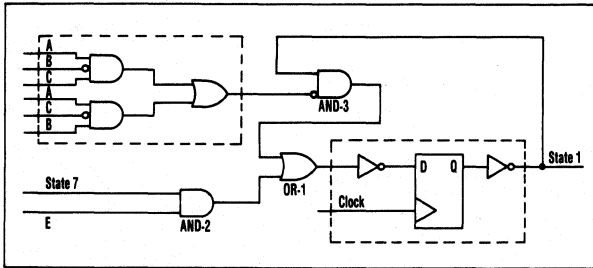 A
B
C
A
C
B
AND-3
State 7
E
AND-2
OR-1
D Q
Clock
State 1